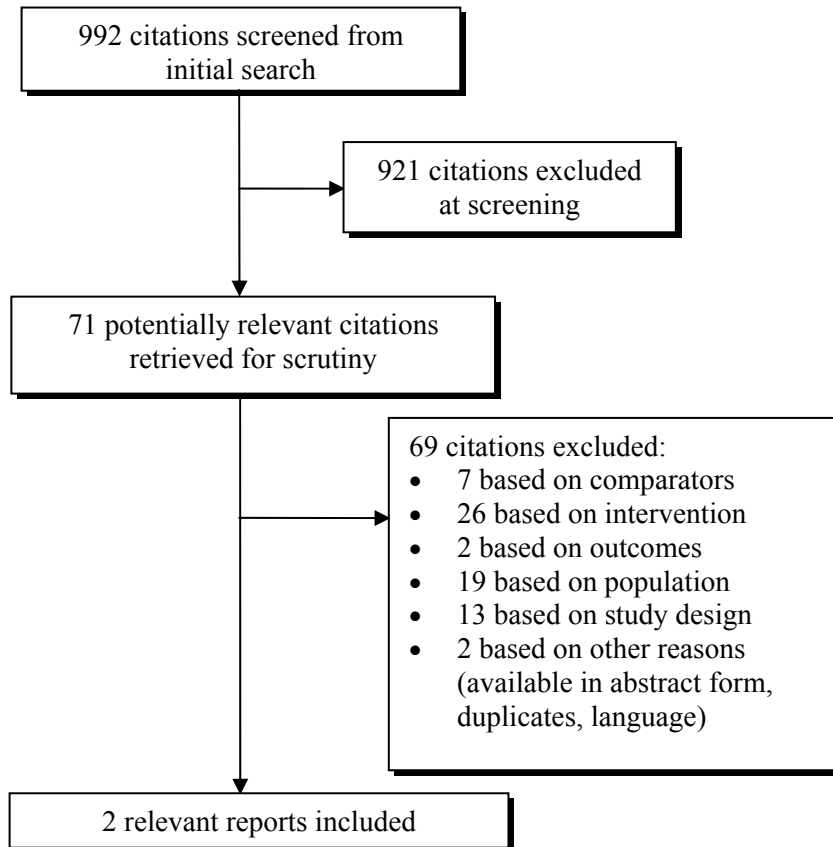 992 citations screened from
initial search
921 citations excluded
at screening
71 potentially relevant citations
retrieved for scrutiny
69 citations excluded:
• 7 based on comparators
• 26 based on intervention
• 2 based on outcomes
• 19 based on population
• 13 based on study design
• 2 based on other reasons
(available in abstract form,
duplicates, language)
2 relevant reports included